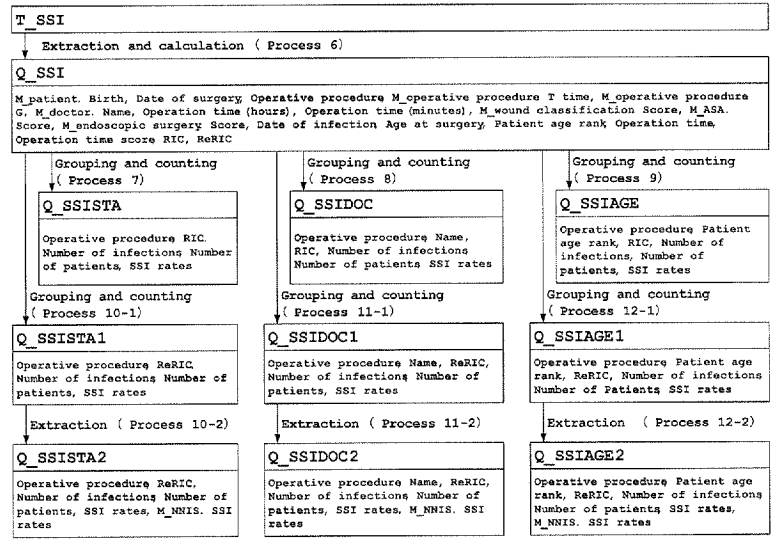 T_SSI
Extraction and calculation ( Process 6)
Q_SSI
M_patient. Birth, Date of surgery, Operative procedure M_operative procedure T time, M_operative procedure
G, M_doctor. Name, Operation time (hours), Operation time (minutes), M_wound classification Score, M_ASA.
Score, M_endoscopic surgery Score, Date of infection Age at surgery, Patient age rank, Operation time,
Operation time score RIC, ReRIC
Grouping and counting
( Process 7)
Q_SSISTA
Operative procedure RIC.
Number of infections Number
of patients, SSI rates
Grouping and counting
( Process 8)
Q_SSIDOC
Operative procedure Name,
RIC, Number of infections
Number of patients SSI rates
Grouping and counting
( Process 9)
Q_SSIAGE
Operative procedure Patient
age rank, RIC, Number of
infections, Number of
patients, SSI rates
Grouping and counting
(Process 10-1)
Q_SSISTA1
Operative procedure ReRIC,
Number of infections Number of
patients, SSI rates
Grouping and counting
(Process 11-1)
Q_SSIDOC1
Operative procedure Name, ReRIC,
Number of infections Number of
patients, SSI rates
Grouping and counting
(Process 12-1)
Q_SSIAGE1
Operative procedure Patient age
rank, ReRIC, Number of infections
Number of Patients SSI rates
Extraction ( Process 10-2)
Q_SSISTA2
Operative procedure ReRIC,
Number of infections Number of
patients, SSI rates, M_NNIS. SSI
rates
Extraction ( Process 11-2)
Q_SSIDOC2
Operative procedure Name, ReRIC,
Number of infections Number of
patients, SSI rates, M_NNIS. SSI
rates
Extraction ( Process 12-2)
Q_SSIAGE2
Operative procedure Patient age
rank, ReRIC, Number of infections
Number of patients SSI rates,
M_NNIS. SSI rates